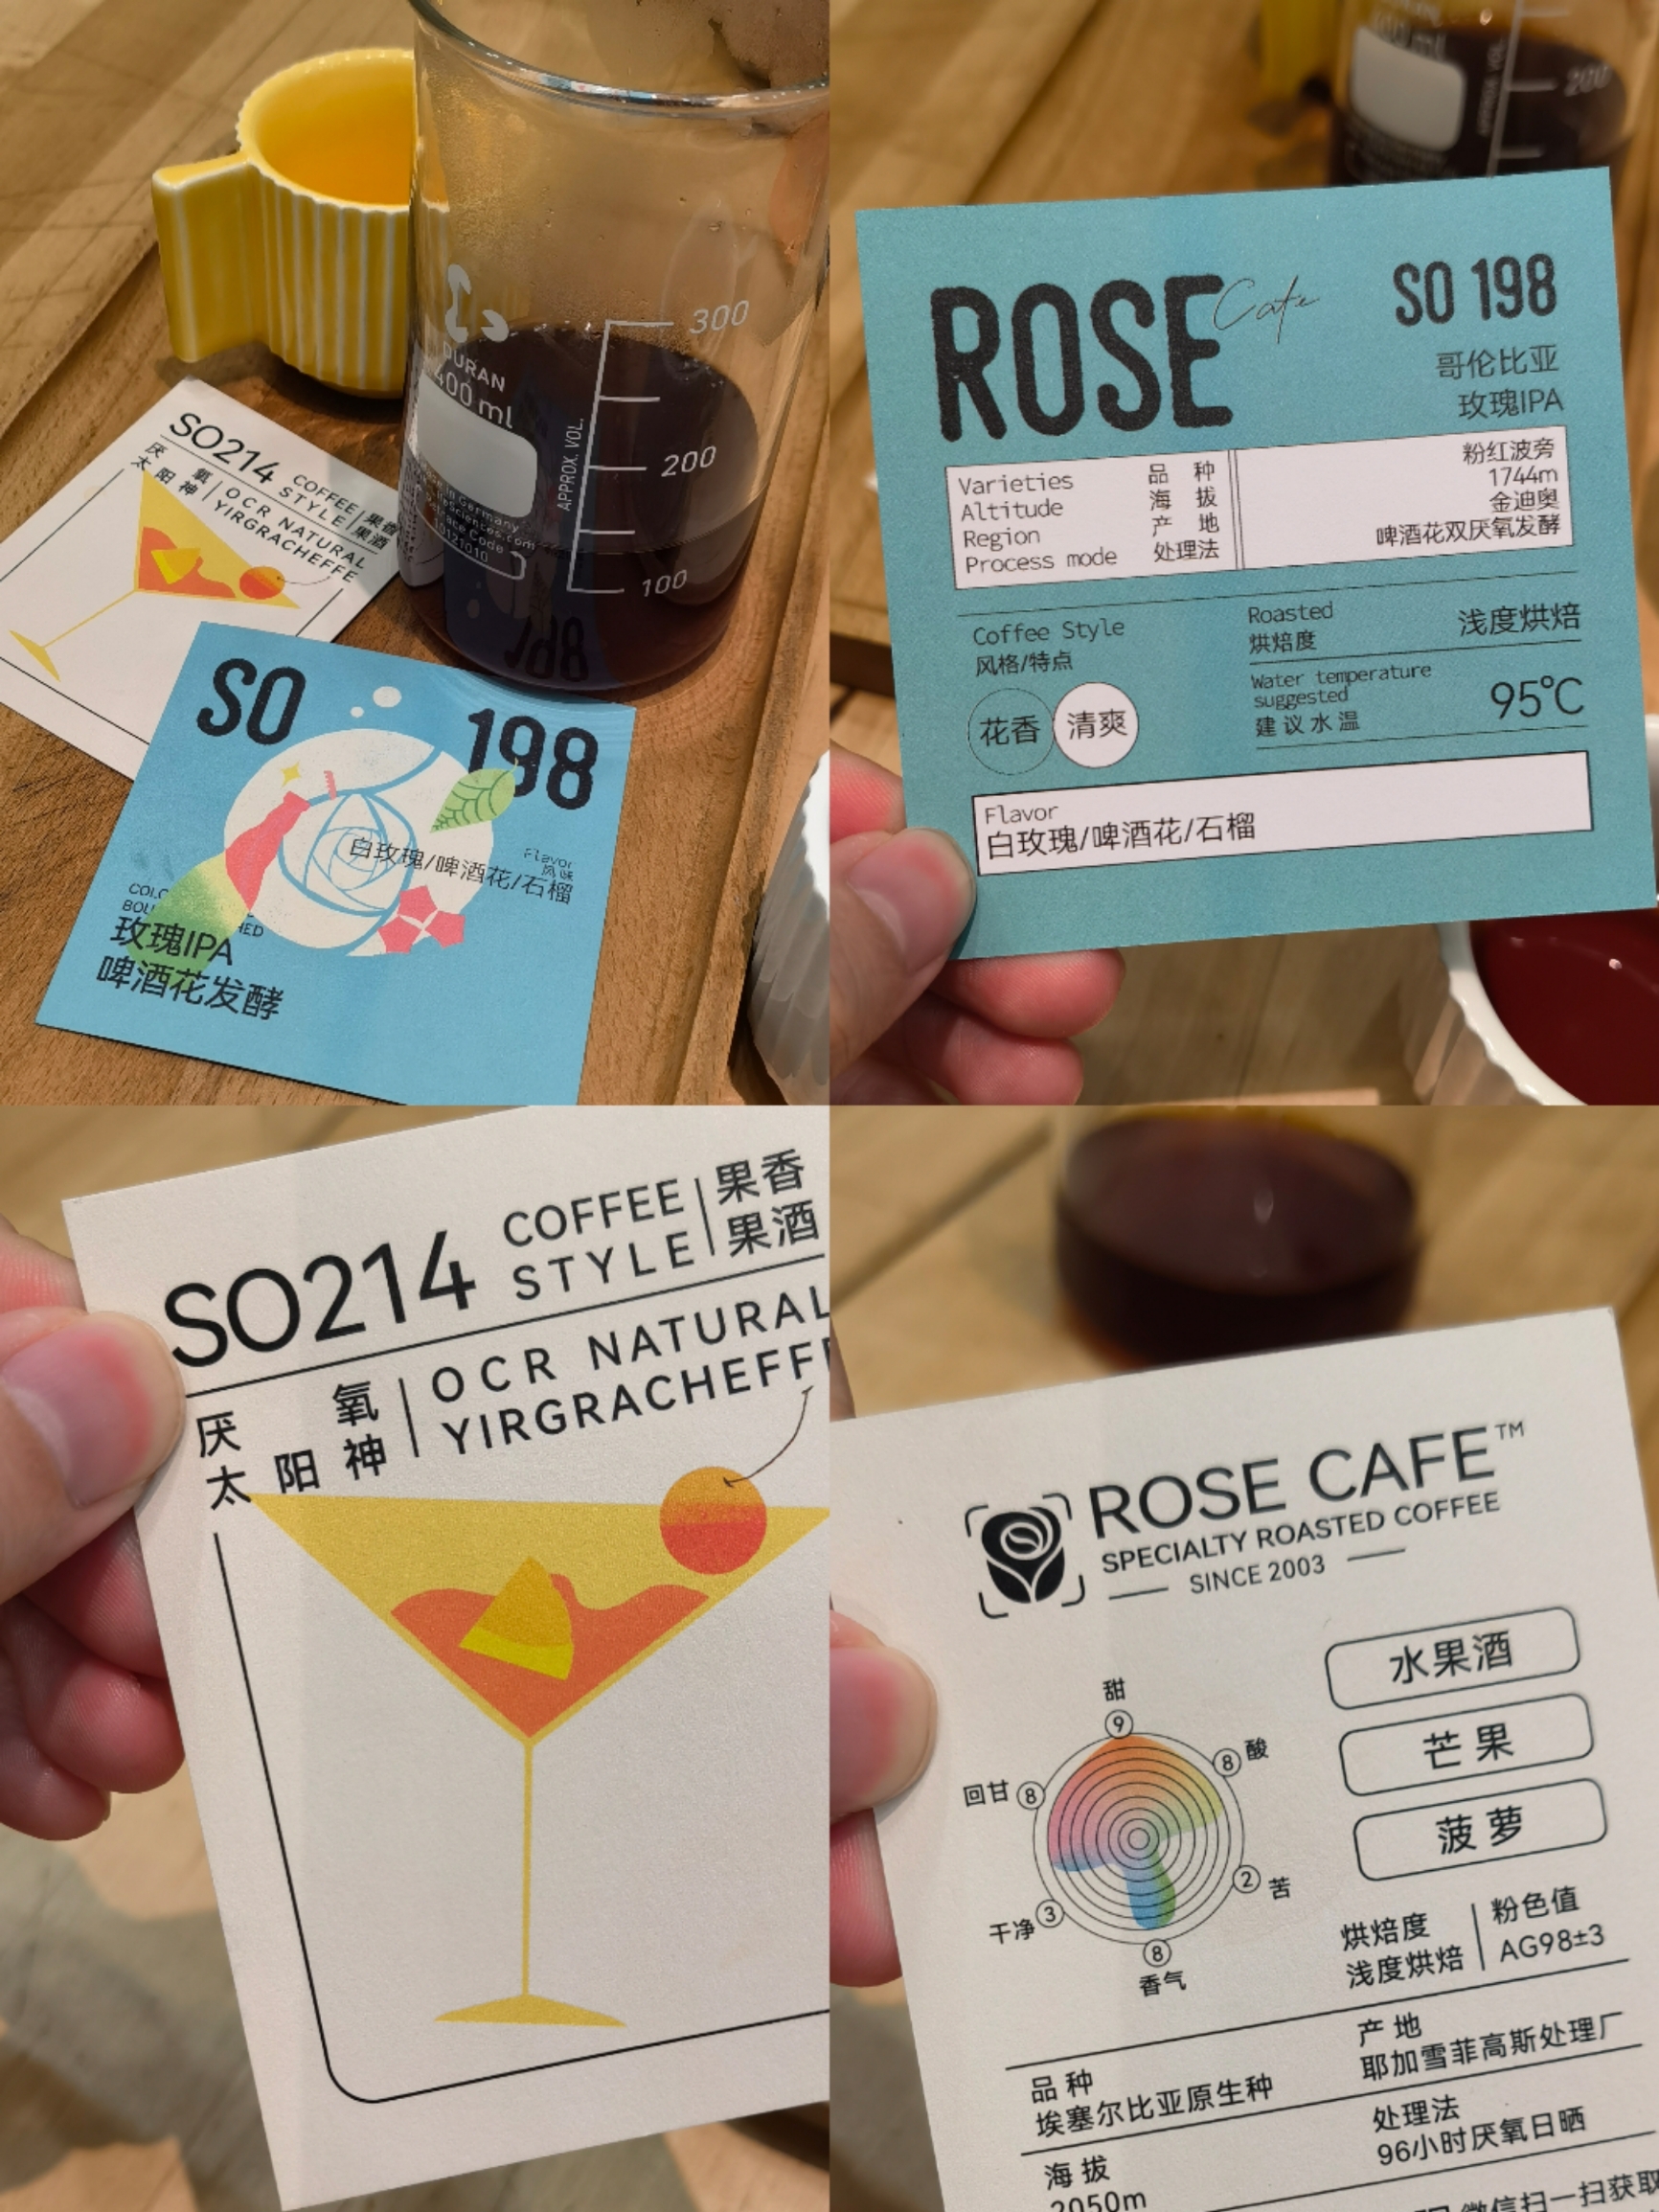 DURAN
400 ml
300
200
100
APPROX. VOL.
SO214
COFFEE
STYLE
果香
果酒
厌氧
太阳神
OCR NATURAL
YIRGRACHEFFE
SO 198
Flavor
风味
白玫瑰/啤酒花/石榴
玫瑰IPA
啤酒花发酵
200
ROSE Cafe
SO 198
哥伦比亚
玫瑰IPA
Varieties 品种 粉红波旁
Altitude 海拔 1744m
Region 产地 金迪奥
Process mode 处理法 啤酒花双厌氧发酵
Coffee Style
风格/特点
花香 清爽
Roasted
烘焙度 浅度烘焙
Water temperature
suggested
建议水温 95℃
Flavor
白玫瑰/啤酒花/石榴
SO214
COFFEE
STYLE
果香
果酒
厌氧
太阳神
OCR NATURAL
YIRGRACHEFFE
ROSE CAFE™
SPECIALTY ROASTED COFFEE
SINCE 2003
水果酒
芒果
菠萝
甜 9
酸 8
苦 2
香气 8
干净 3
回甘 8
烘焙度
浅度烘焙
粉色值
AG98±3
品种
埃塞尔比亚原生种
产地
耶加雪菲高斯处理厂
海拔
2050m
处理法
96小时厌氧日晒
微信扫一扫获取